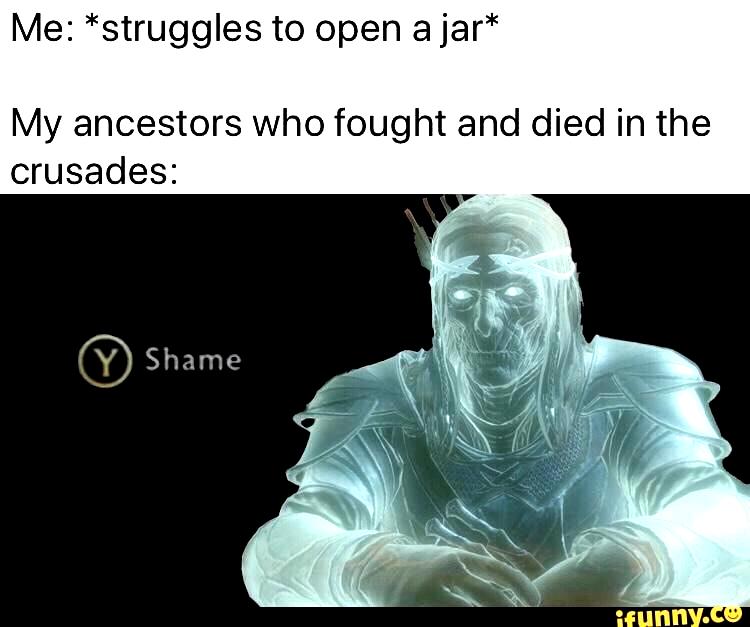 Me: *struggles to open a jar*
My ancestors who fought and died in the
crusades:
Y Shame
ifunny.co